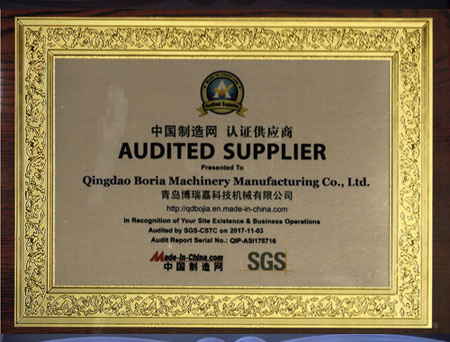 Audited Supplier
中国制造网 认证供应商
AUDITED SUPPLIER
Presented To
Qingdao Boria Machinery Manufacturing Co., Ltd.
青岛博瑞嘉科技机械有限公司
http://qdbojia.en.made-in-china.com
In Recognition of Your Site Existence & Business Operations
Audited by SGS-CSTC on 2017-11-03
Audit Report Serial No.: QIP-ASI175716
Made-in-China.com
中国制造网
SGS